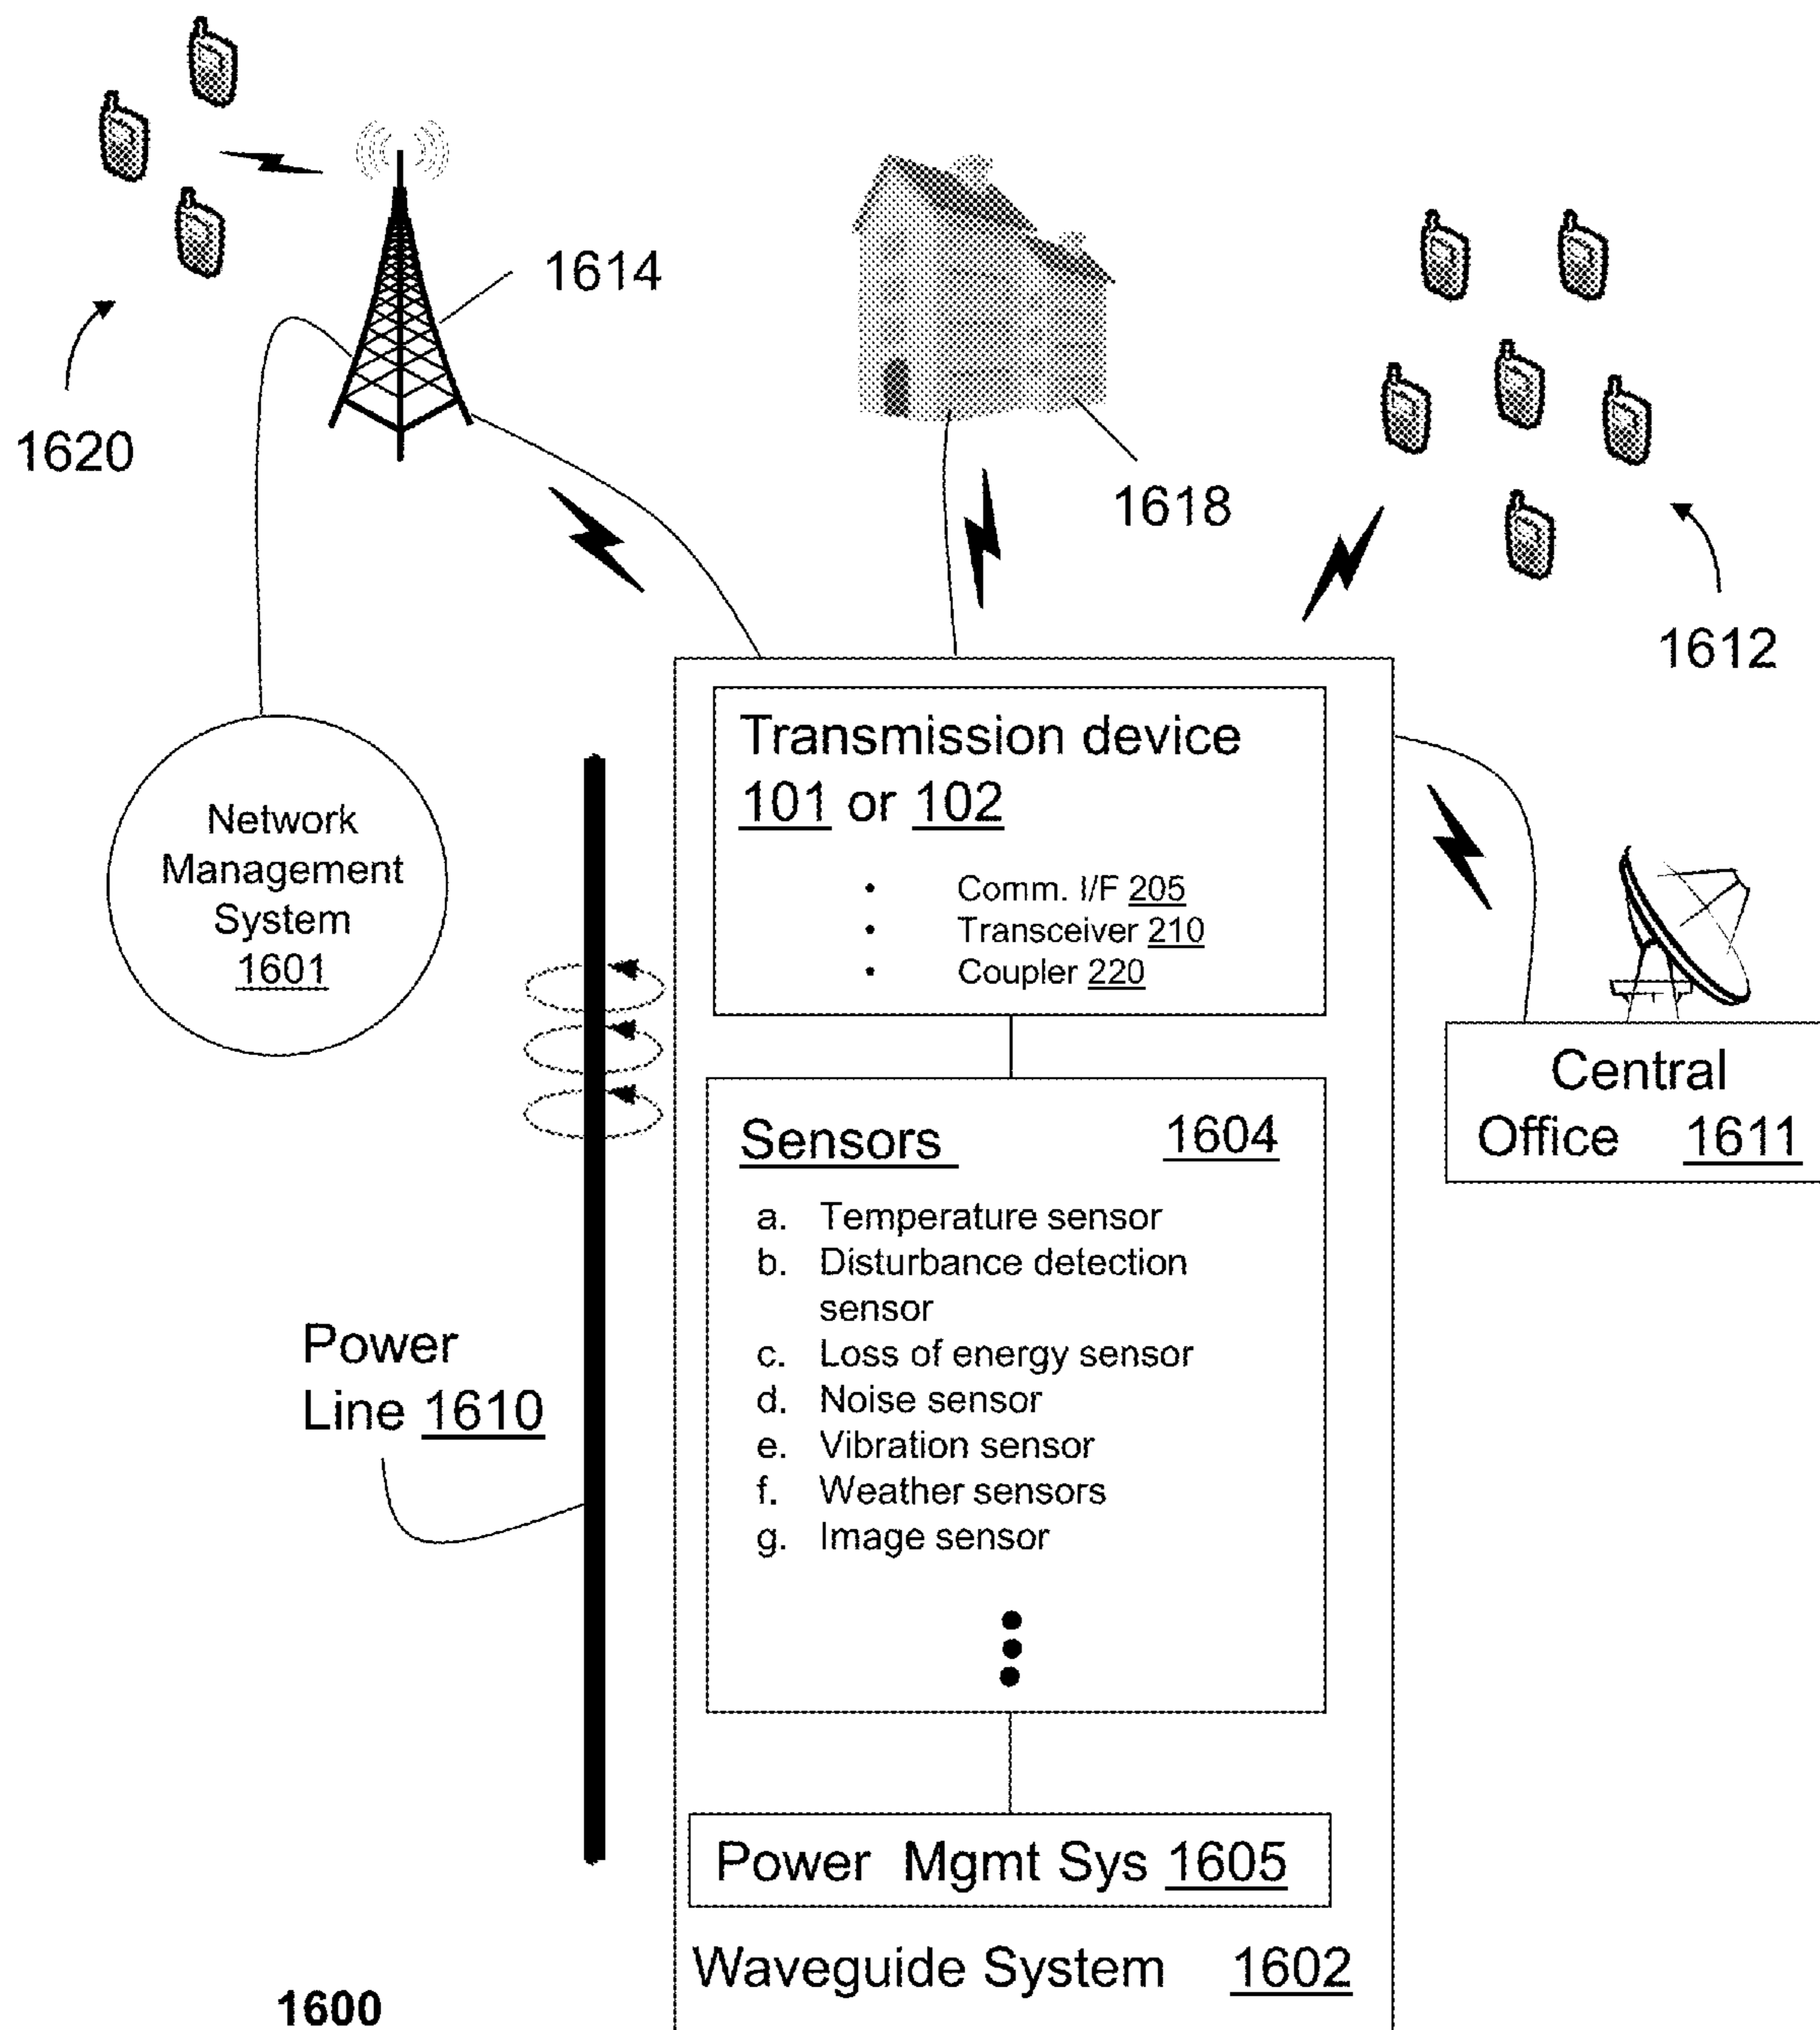 1614
1620
1618
1612
Transmission device
101 or 102
• Comm. I/F 205
• Transceiver 210
• Coupler 220
Network
Management
System
1601
Central
Office 1611
Sensors 1604
a. Temperature sensor
b. Disturbance detection
sensor
c. Loss of energy sensor
d. Noise sensor
e. Vibration sensor
f. Weather sensors
g. Image sensor
Power
Line 1610
Power Mgmt Sys 1605
Waveguide System 1602
1600